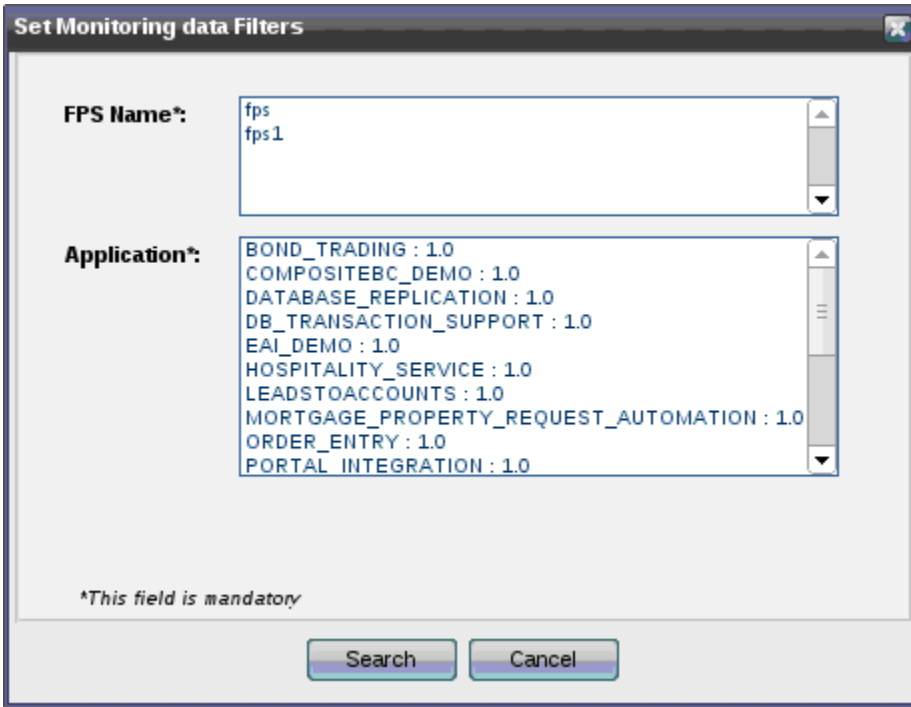 Set Monitoring data Filters
FPS Name*:
fps
fps1
Application*:
BOND_TRADING : 1.0
COMPOSITEBC_DEMO : 1.0
DATABASE_REPLICATION : 1.0
DB_TRANSACTION_SUPPORT : 1.0
EAI_DEMO : 1.0
HOSPITALITY_SERVICE : 1.0
LEADSTOACCOUNTS : 1.0
MORTGAGE_PROPERTY_REQUEST_AUTOMATION : 1.0
ORDER_ENTRY : 1.0
PORTAL_INTEGRATION : 1.0
*This field is mandatory
Search Cancel